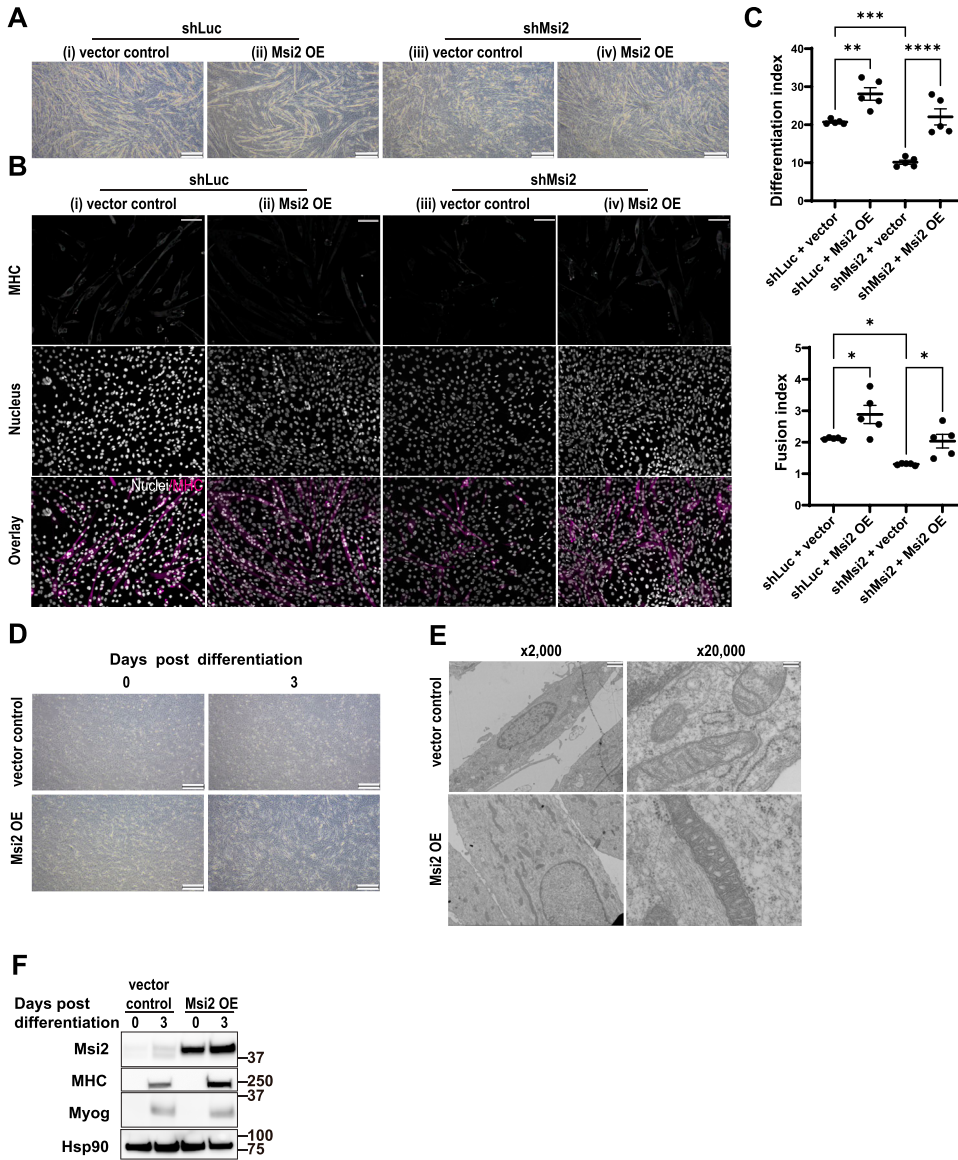 A
shLuc
shMsi2
(i) vector control
(ii) Msi2 OE
(iii) vector control
(iv) Msi2 OE
B
shLuc
shMsi2
(i) vector control
(ii) Msi2 OE
(iii) vector control
(iv) Msi2 OE
MHC
Nucleus
Overlay
Nuclei MHC
C
Differentiation index
***
**
****
40
30
20
10
0
shLuc + vector
shLuc + Msi2 OE
shMsi2 + vector
shMsi2 + Msi2 OE
Fusion index
*
*
*
5
4
3
2
1
0
shLuc + vector
shLuc + Msi2 OE
shMsi2 + vector
shMsi2 + Msi2 OE
D
Days post differentiation
0
3
vector control
Msi2 OE
E
x2,000
x20,000
vector control
Msi2 OE
F
vector
control
Msi2 OE
Days post
differentiation
0 3 0 3
Msi2
37
MHC
250
37
Myog
Hsp90
100
75